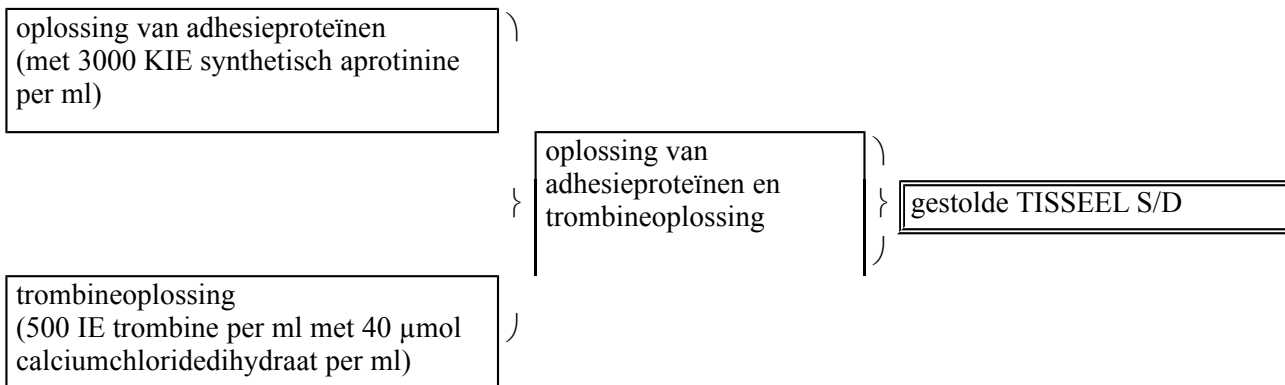 oplossing van adhesieproteïnen
(met 3000 KIE synthetisch aprotinine
per ml)
oplossing van
adhesieproteïnen en
trombineoplossing
gestolde TISSEEL S/D
trombineoplossing
(500 IE trombine per ml met 40 µmol
calciumchloridedihydraat per ml)